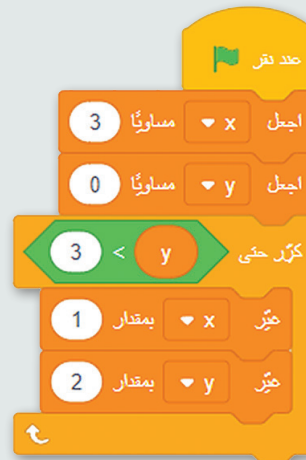 عند نقر
اجعل x مساويًا 3
اجعل y مساويًا 0
كرّر حتى y < 3
غيّر x بمقدار 1
غيّر y بمقدار 2